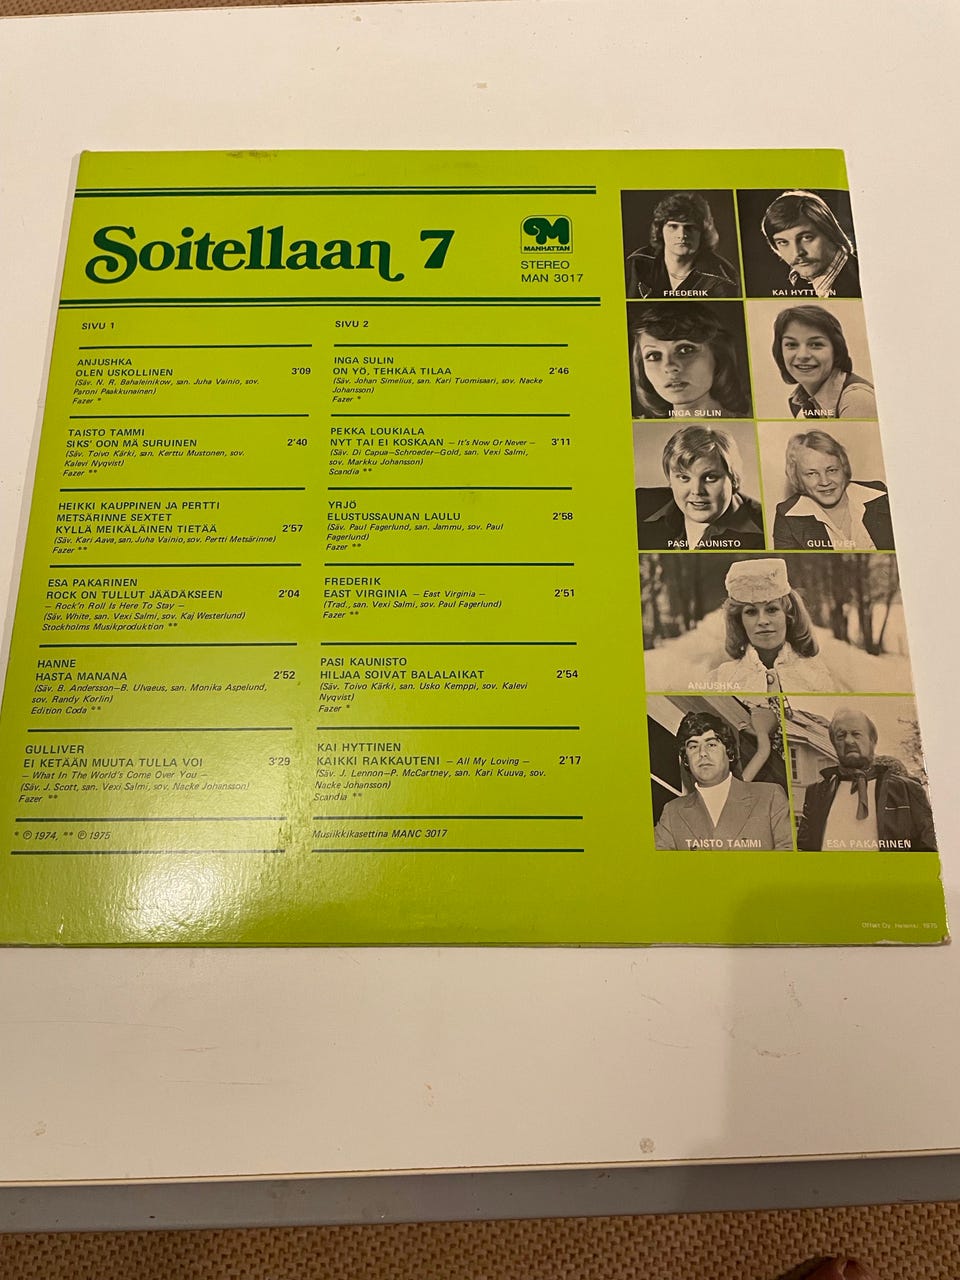 Soitellaan 7
MANHATTAN
STEREO
MAN 3017
SIVU 1
ANJUSHKA
OLEN USKOLLINEN 3'09
(Säv. N. R. Bahaleinikow, san. Juha Vainio, sov.
Paroni Paakkunainen)
Fazer *
TAISTO TAMMI
SIKS' OON MÄ SURUINEN 2'40
(Säv. Toivo Kärki, san. Kerttu Mustonen, sov.
Kalevi Nyqvist)
Fazer **
HEIKKI KAUPPINEN JA PERTTI
METSÄRINNE SEXTET
KYLLÄ MEIKÄLÄINEN TIETÄÄ 2'57
(Säv. Kari Aava, san. Juha Vainio, sov. Pertti Metsärinne)
Fazer **
ESA PAKARINEN
ROCK ON TULLUT JÄÄDÄKSEEN 2'04
— Rock'n Roll Is Here To Stay —
(Säv. White, san. Vexi Salmi, sov. Kaj Westerlund)
Stockholms Musikproduktion **
HANNE
HASTA MANANA 2'52
(Säv. B. Andersson—B. Ulvaeus, san. Monika Aspelund,
sov. Randy Korlin)
Edition Coda **
GULLIVER
EI KETÄÄN MUUTA TULLA VOI 3'29
— What In The World's Come Over You —
(Säv. J. Scott, san. Vexi Salmi, sov. Nacke Johansson)
Fazer **
* ℗ 1974, ** ℗ 1975
SIVU 2
INGA SULIN
ON YÖ, TEHKÄÄ TILAA 2'46
(Säv. Johan Simelius, san. Kari Tuomisaari, sov. Nacke
Johansson)
Fazer *
PEKKA LOUKIALA
NYT TAI EI KOSKAAN — It's Now Or Never — 3'11
(Säv. Di Capua—Schroeder—Gold, san. Vexi Salmi,
sov. Markku Johansson)
Scandia **
YRJÖ
ELUSTUSSAUNAN LAULU 2'58
(Säv. Paul Fagerlund, san. Jammu, sov. Paul
Fagerlund)
Fazer **
FREDERIK
EAST VIRGINIA — East Virginia — 2'51
(Trad., san. Vexi Salmi, sov. Paul Fagerlund)
Fazer **
PASI KAUNISTO
HILJAA SOIVAT BALALAIKAT 2'54
(Säv. Toivo Kärki, san. Usko Kemppi, sov. Kalevi
Nyqvist)
Fazer *
KAI HYTTINEN
KAIKKI RAKKAUTENI — All My Loving — 2'17
(Säv. J. Lennon—P. McCartney, san. Kari Kuuva, sov.
Nacke Johansson)
Scandia **
Musiikkikasettina MANC 3017
FREDERIK
KAI HYTTINEN
INGA SULIN
HANNE
PASI KAUNISTO
GULLIVER
ANJUSHKA
TAISTO TAMMI
ESA PAKARINEN
Offset Oy, Helsinki 1975